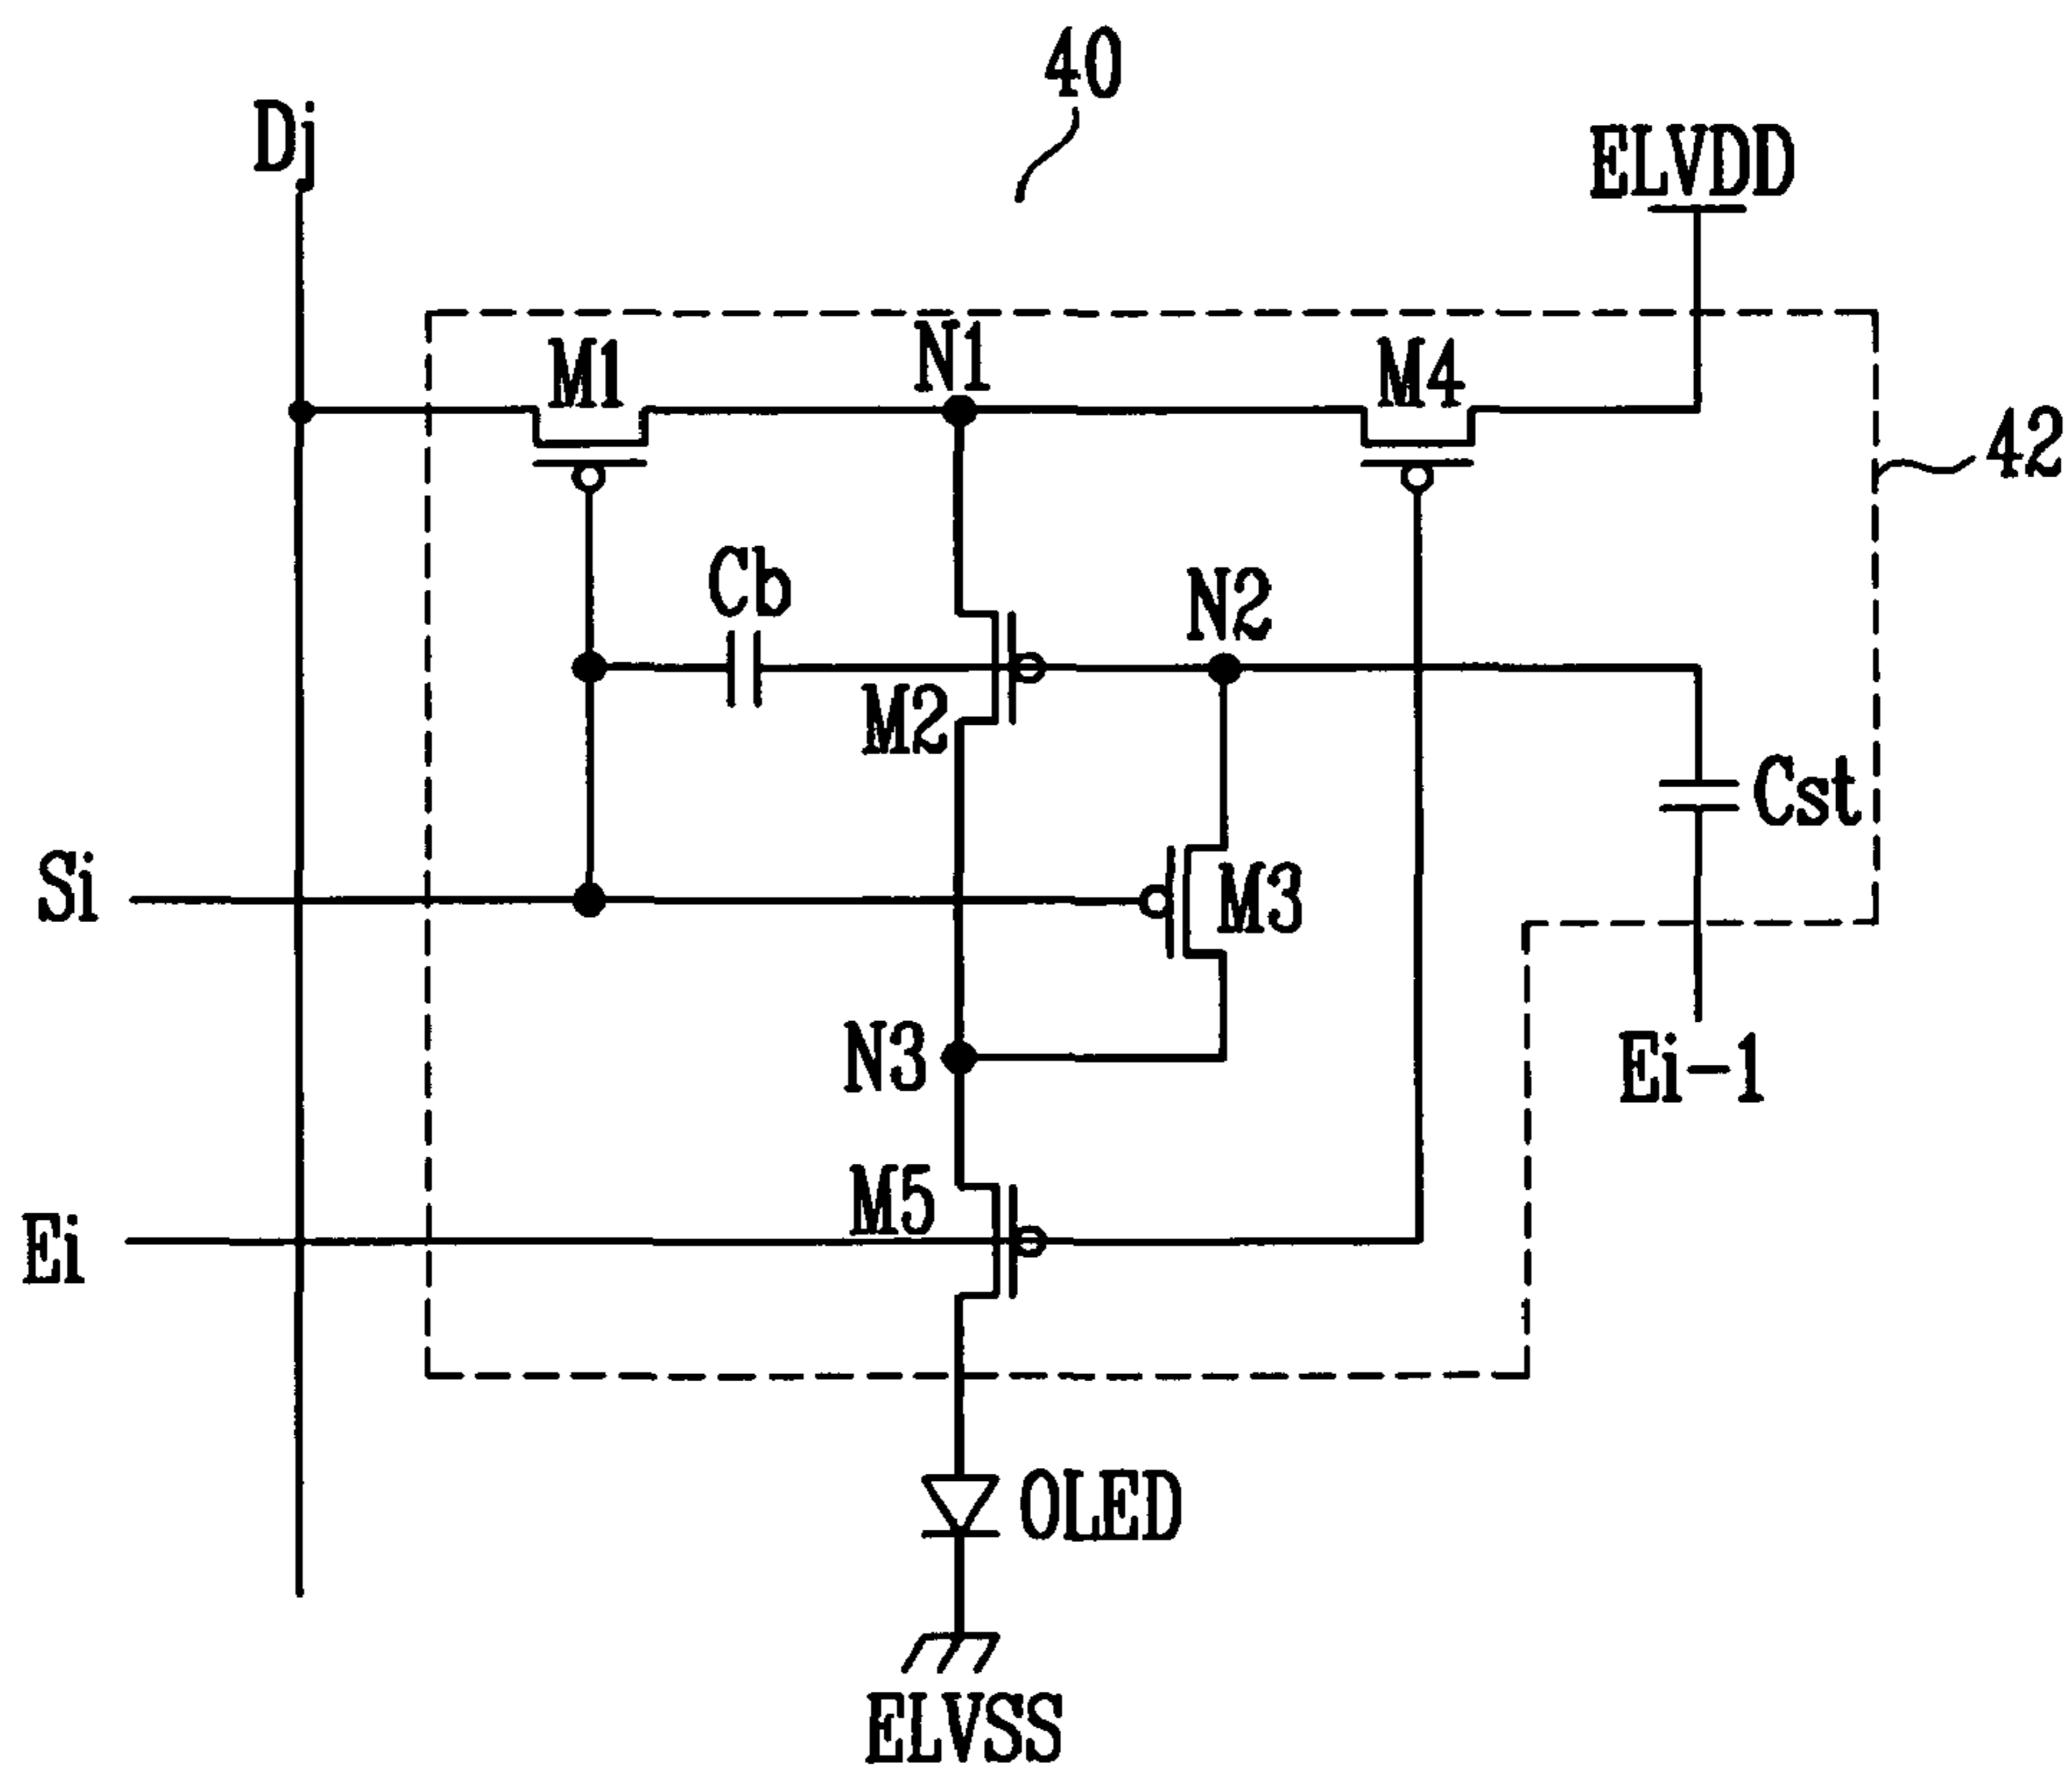 40
Dj
ELVDD
M1
N1
M4
42
Cb
N2
M2
Cst
Si
M3
N3
Ei-1
M5
Ei
OLED
ELVSS